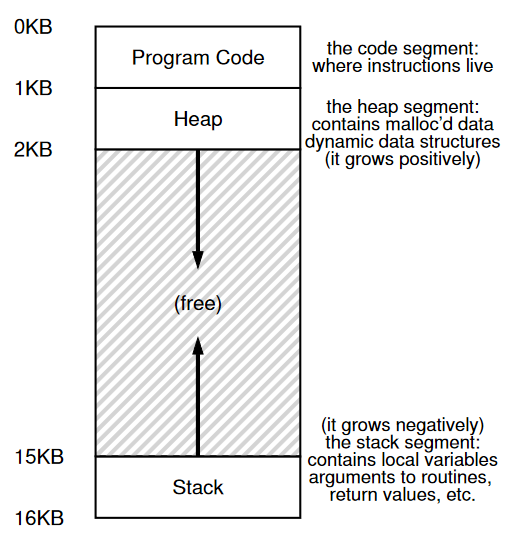 0KB
Program Code
the code segment:
where instructions live
1KB
Heap
the heap segment:
contains malloc'd data
dynamic data structures
(it grows positively)
2KB
(free)
(it grows negatively)
the stack segment:
contains local variables
arguments to routines,
return values, etc.
15KB
Stack
16KB